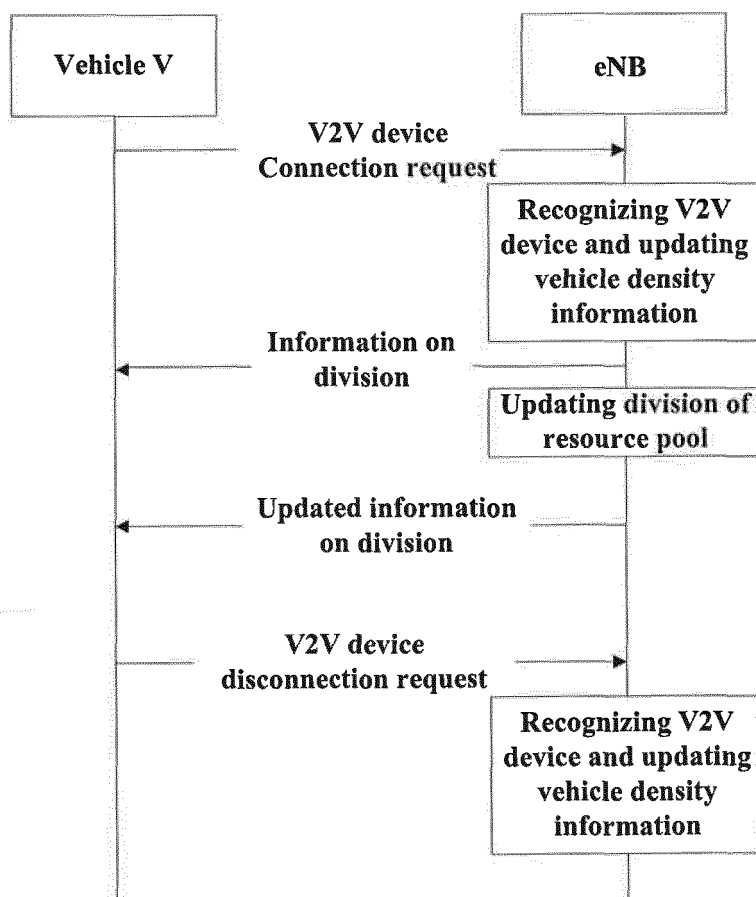 Vehicle V
eNB
V2V device
Connection request
Recognizing V2V
device and updating
vehicle density
information
Information on
division
Updating division of
resource pool
Updated information
on division
V2V device
disconnection request
Recognizing V2V
device and updating
vehicle density
information